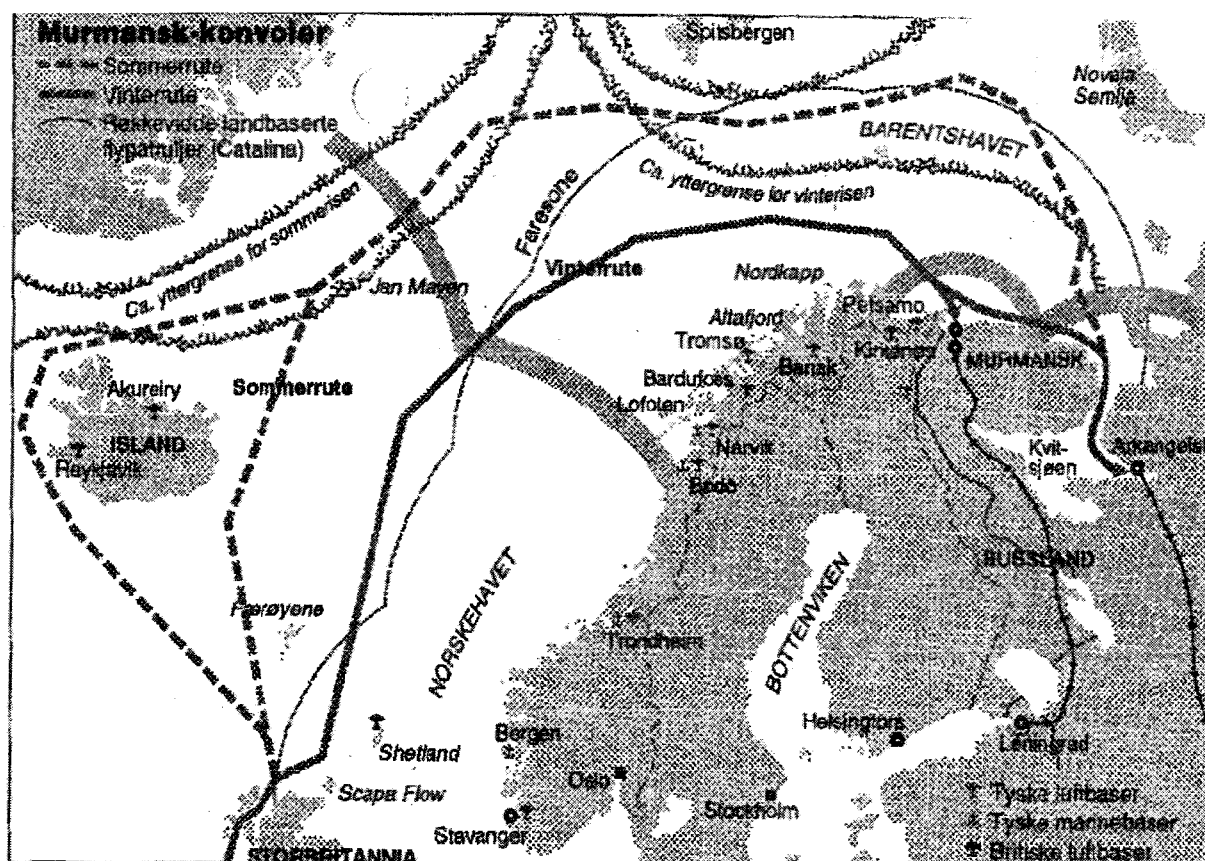 Murmansk-konvoier
Sommerrute
Vinterrute
Rekkevidde landbaserte
flypatruljer (Catalina)
Spitsbergen
Novaja
Semlja
BARENTSHAVET
Ca. yttergrense for sommerisen
Faresone
Ca. yttergrense for vinterisen
Vinterrute
Jan Mayen
Nordkapp
Petsamo
Altafjord
Tromsø
Kirkenes
MURMANSK
Banak
Bardufoss
Lofoten
Akureiry
Sommerrute
ISLAND
Reykjavik
Narvik
Bodö
Kvit-
sjøen
Arkangelsk
RUSSLAND
Færøyene
NORSKEHAVET
Trondheim
BOTTENVIKEN
Helsingfors
Leningrad
Shetland
Bergen
Oslo
Scapa Flow
Stockholm
Stavanger
STORBRITANNIA
Tyske luftbaser
Tyske marinebaser
Britiske luftbaser